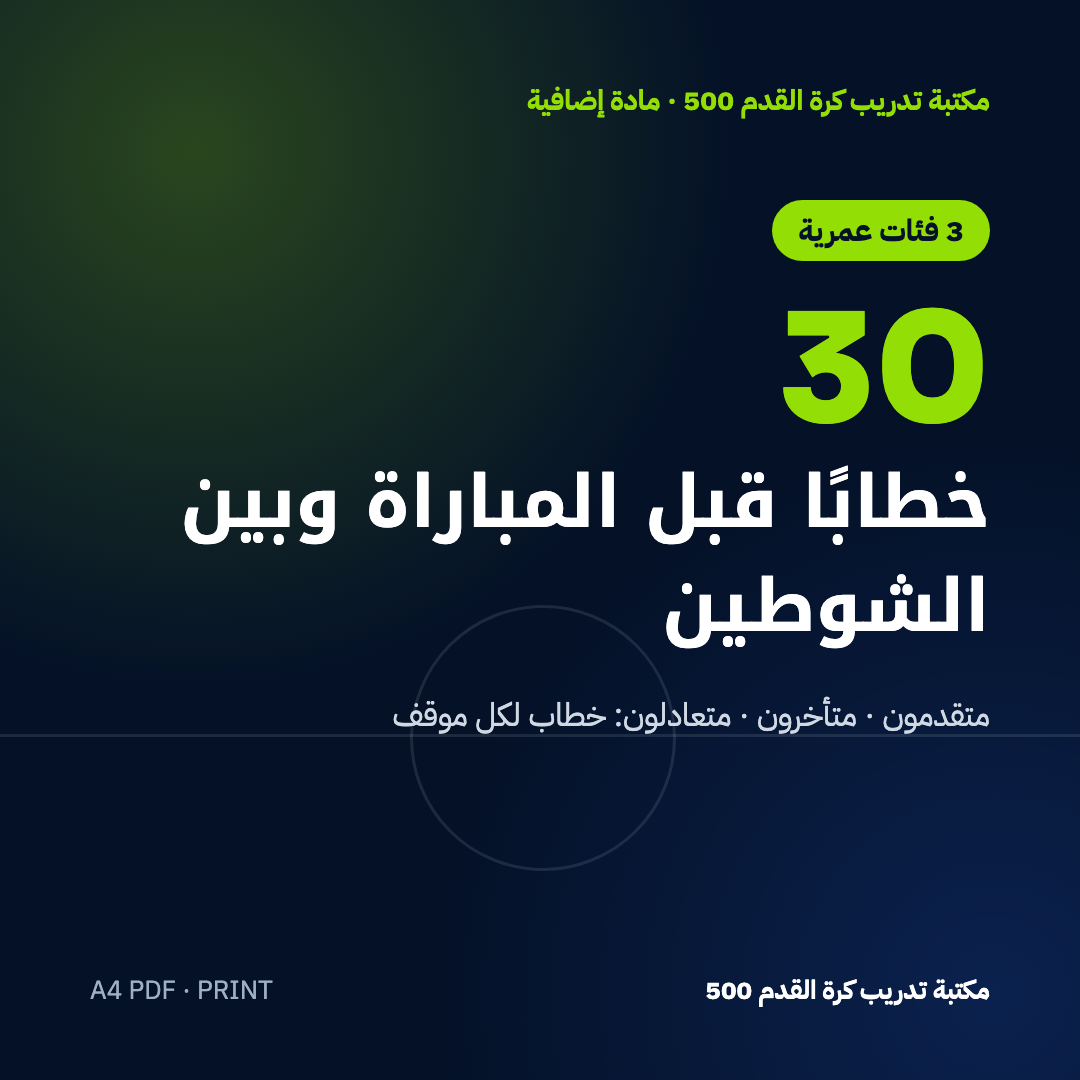 مكتبة تدريب كرة القدم 500 · مادة إضافية
3 فئات عمرية
30
خطابًا قبل المباراة وبين
الشوطين
متقدمون · متأخرون · متعادلون: خطاب لكل موقف
مكتبة تدريب كرة القدم 500
A4 PDF · PRINT